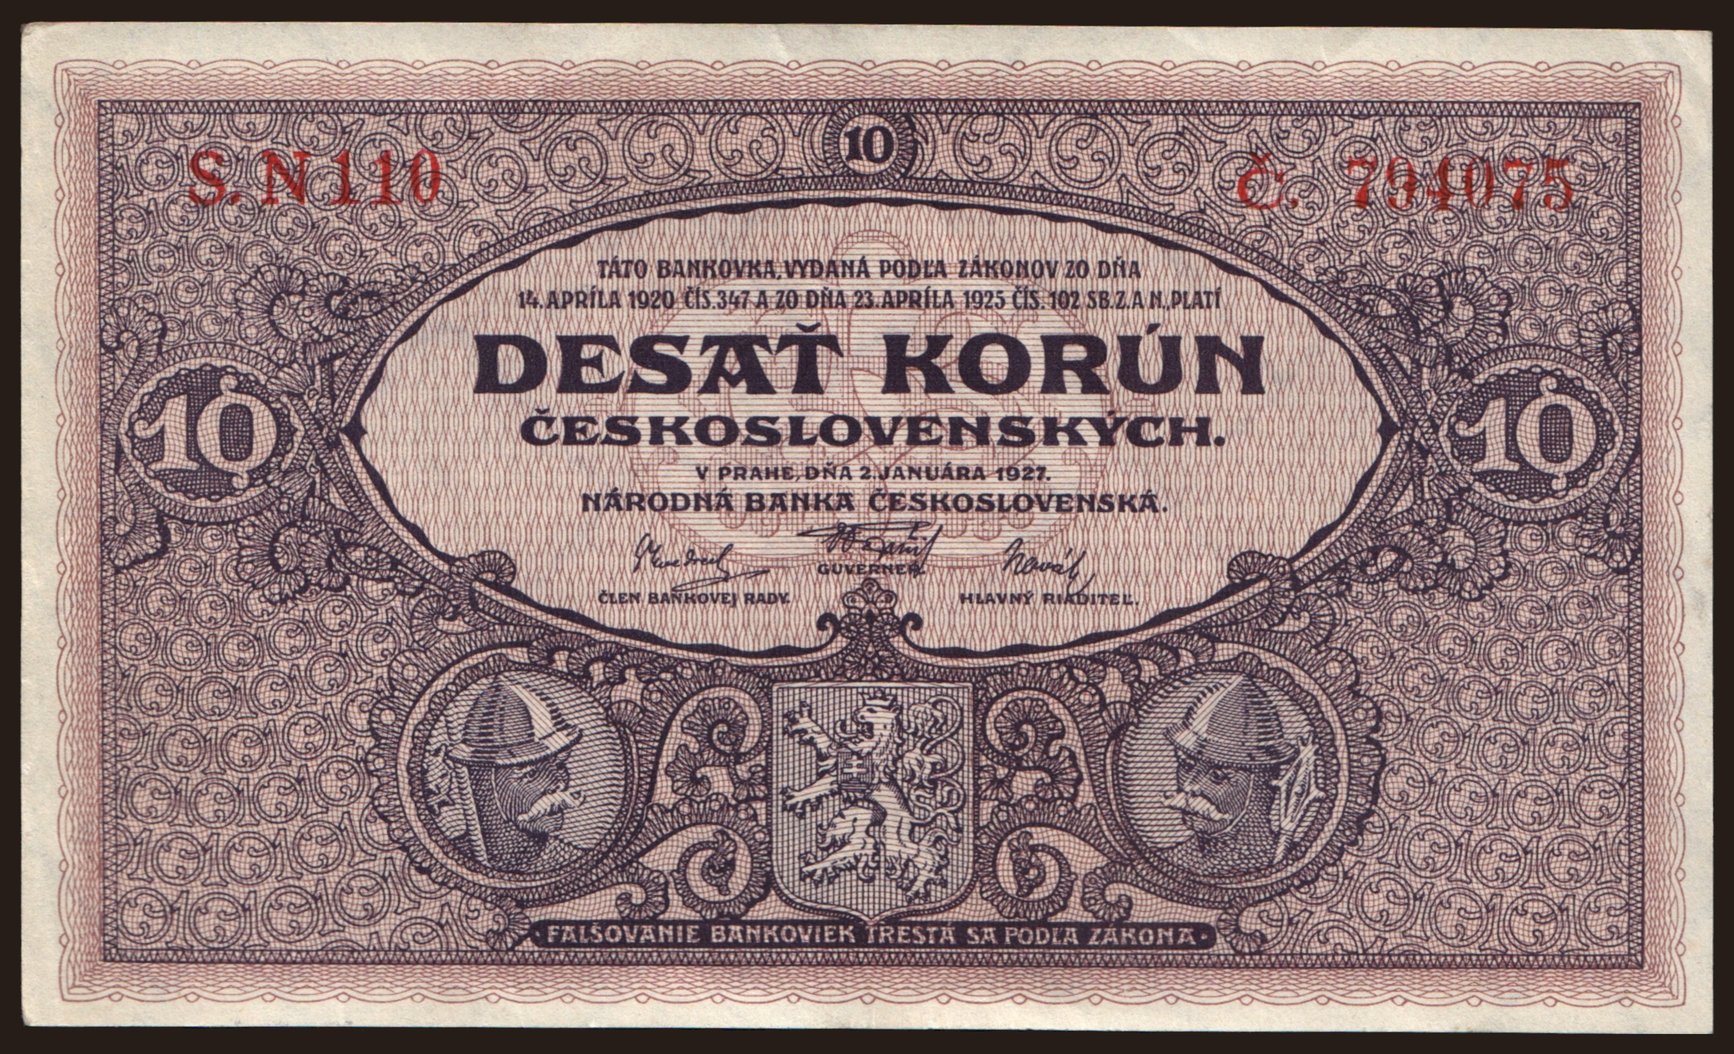 10
S. N 110
č. 794075
TÁTO BANKOVKA, VYDANÁ PODĽA ZÁKONOV ZO DŇA
14. APRÍLA 1920 ČÍS. 347 A ZO DŇA 23. APRÍLA 1925 ČÍS. 102 SB. Z. A N., PLATÍ
DESAŤ KORÚN
ČESKOSLOVENSKÝCH.
10
10
V PRAHE, DŇA 2. JANUÁRA 1927.
NÁRODNÁ BANKA ČESKOSLOVENSKÁ.
GUVERNER.
ČLEN BANKOVEJ RADY.
HLAVNÝ RIADITEĽ.
· FALŠOVANIE BANKOVIEK TRESTÁ SA PODĽA ZÁKONA ·